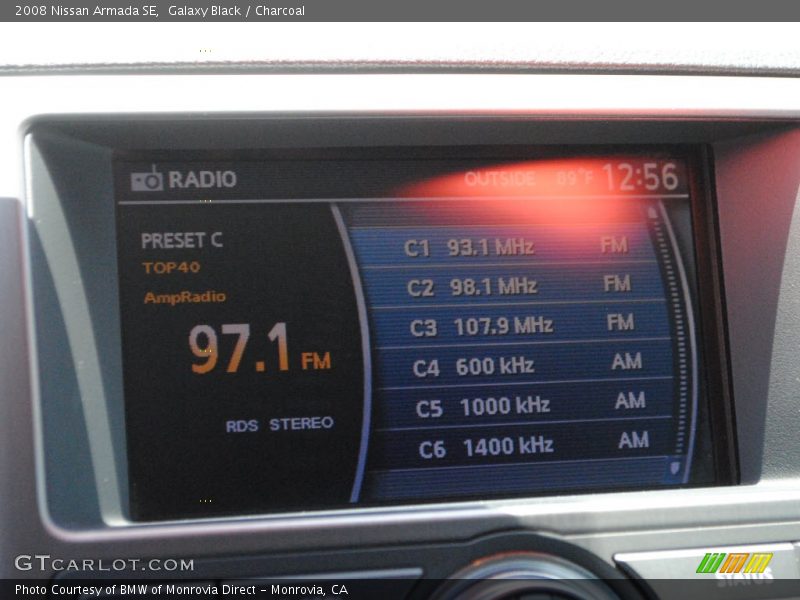 2008 Nissan Armada SE, Galaxy Black / Charcoal
RADIO OUTSIDE 89°F 12:56
PRESET C
TOP40
AmpRadio
97.1 FM
RDS STEREO
C1 93.1 MHz FM
C2 98.1 MHz FM
C3 107.9 MHz FM
C4 600 kHz AM
C5 1000 kHz AM
C6 1400 kHz AM
STATUS
GTCARLOT.COM
Photo Courtesy of BMW of Monrovia Direct - Monrovia, CA